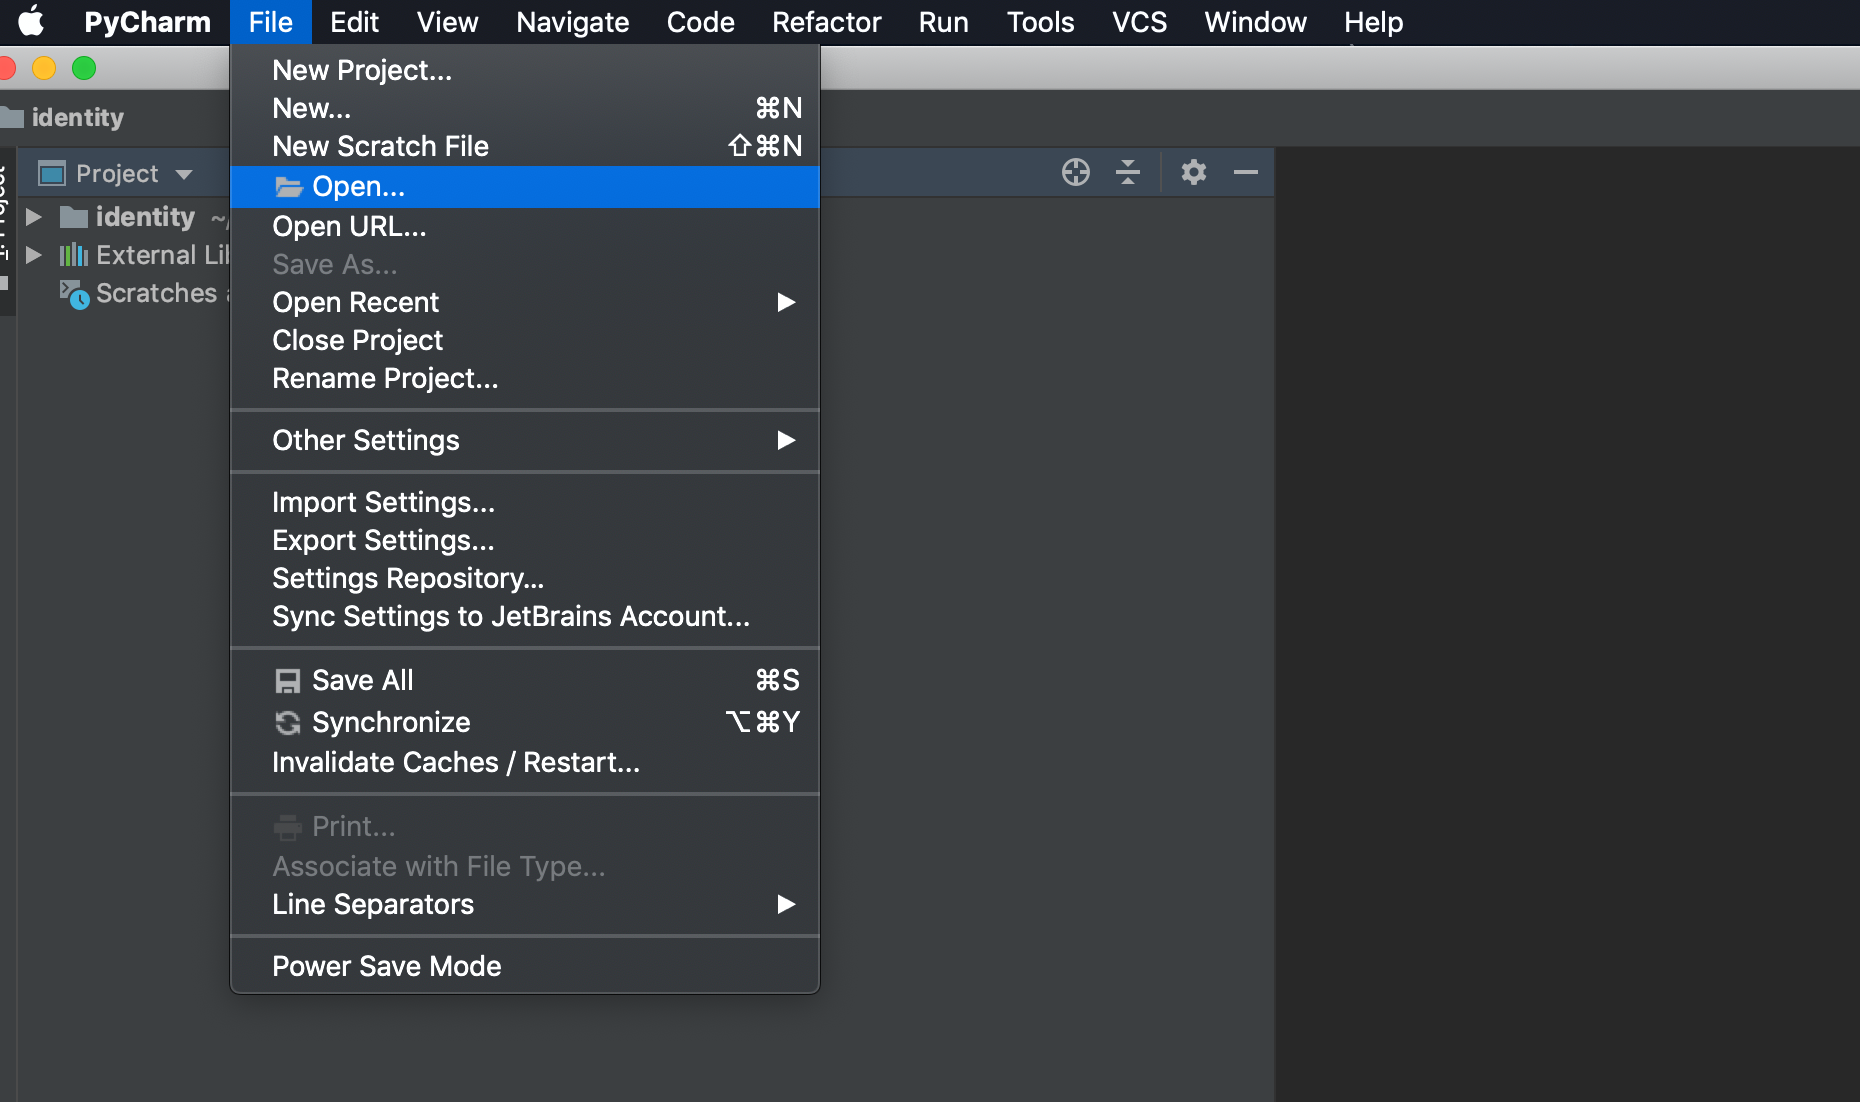 PyCharm File Edit View Navigate Code Refactor Run Tools VCS Window Help
identity
Project
Project
identity ~/
External Lib
Scratches
New Project...
New... ⌘N
New Scratch File ⇧⌘N
Open...
Open URL...
Save As...
Open Recent
Close Project
Rename Project...
Other Settings
Import Settings...
Export Settings...
Settings Repository...
Sync Settings to JetBrains Account...
Save All ⌘S
Synchronize ⌥⌘Y
Invalidate Caches / Restart...
Print...
Associate with File Type...
Line Separators
Power Save Mode